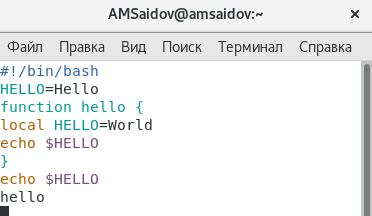 AMSaidov@amsaidov:~
Файл Правка Вид Поиск Терминал Справка
#!/bin/bash
HELLO=Hello
function hello {
local HELLO=World
echo $HELLO
}
echo $HELLO
hello